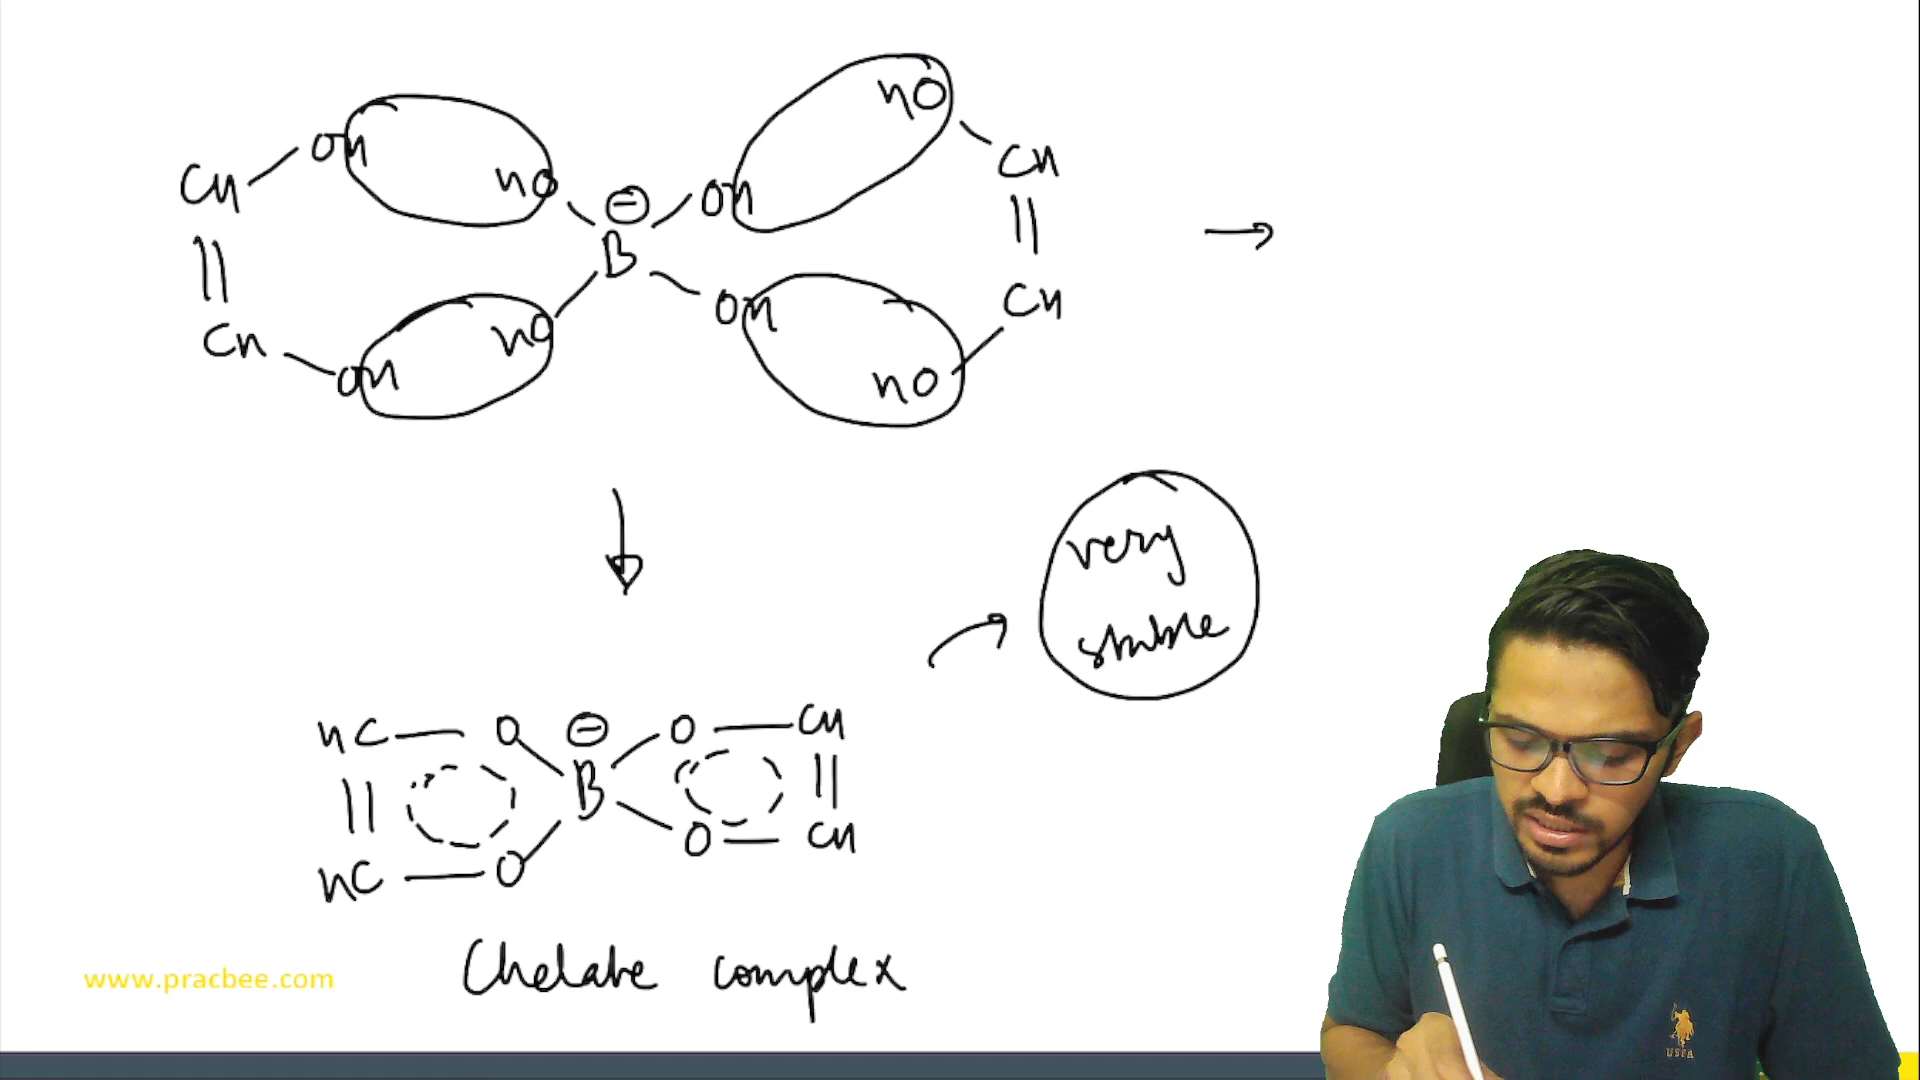 HO
OH
CH
CH
HO
⊖
OH
||
||
B
CH
OH
CH
HO
OH
HO
very
stable
HC — O ⊖ O — CH
|| B ||
HC — O O = CH
Chelate complex
www.pracbee.com
USPA